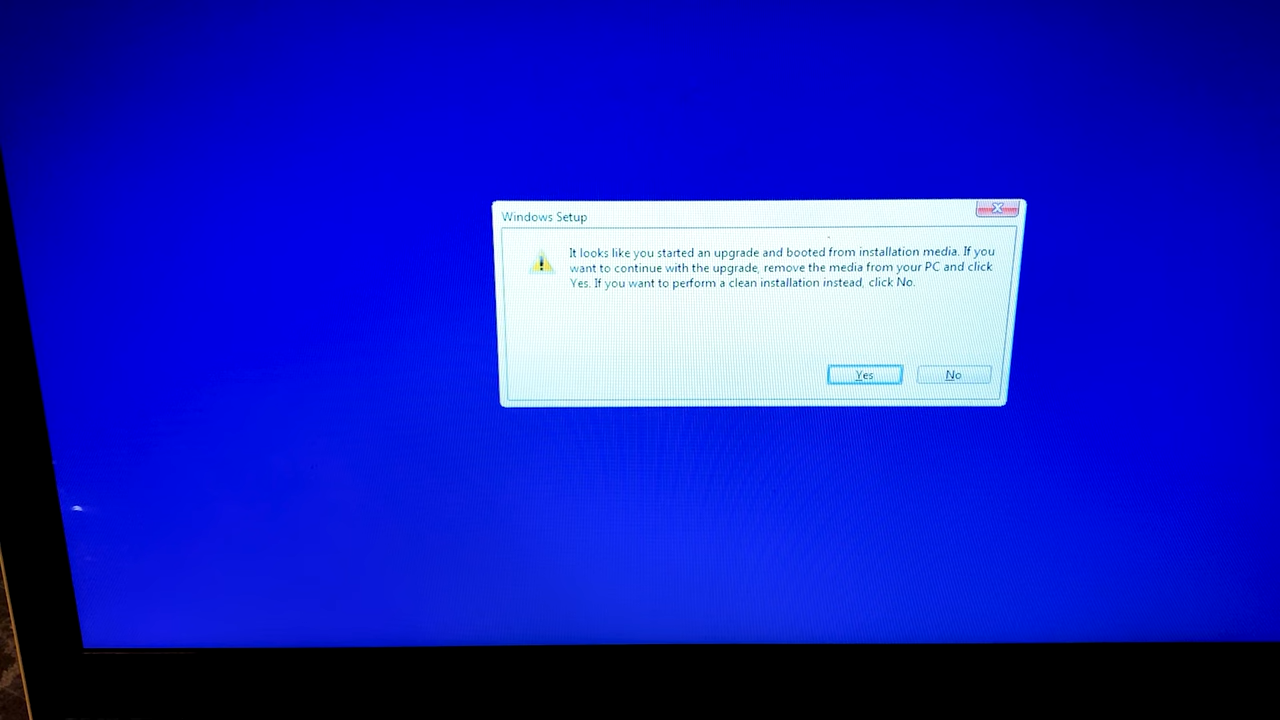 Windows Setup
It looks like you started an upgrade and booted from installation media. If you
want to continue with the upgrade, remove the media from your PC and click
Yes. If you want to perform a clean installation instead, click No.
Yes No